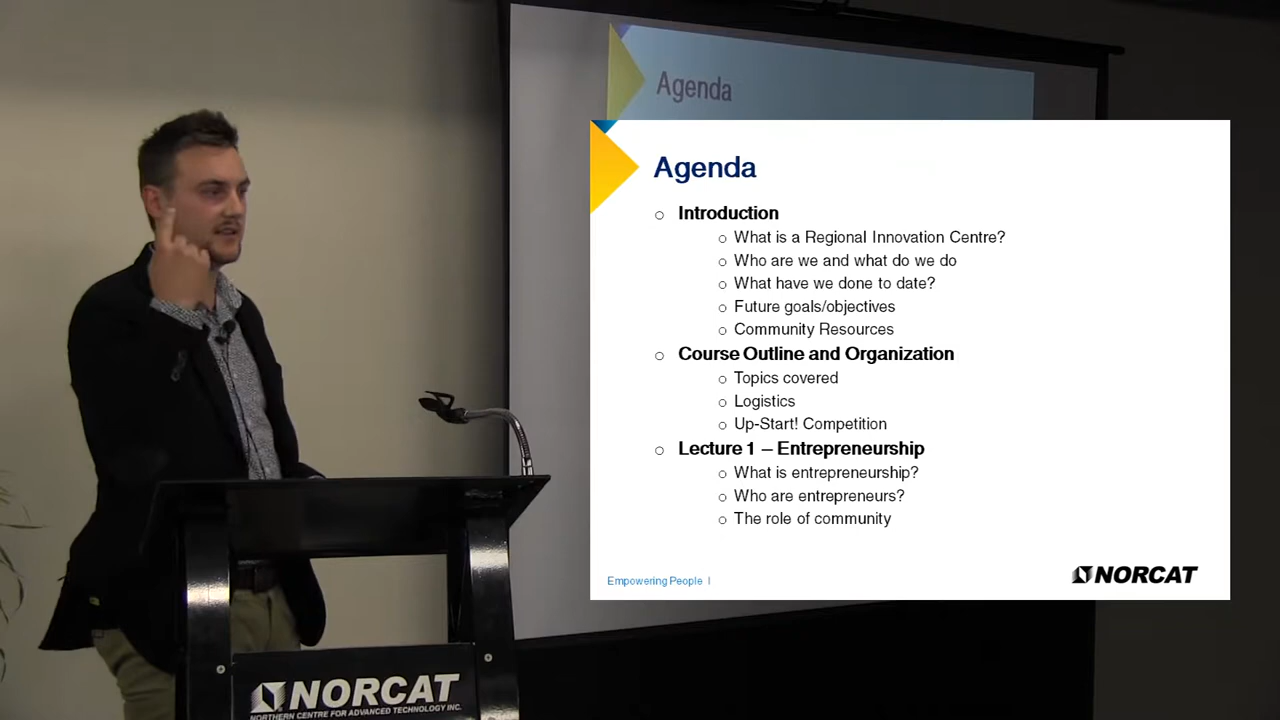 Agenda
Agenda
Introduction
What is a Regional Innovation Centre?
Who are we and what do we do
What have we done to date?
Future goals/objectives
Community Resources
Course Outline and Organization
Topics covered
Logistics
Up-Start! Competition
Lecture 1 – Entrepreneurship
What is entrepreneurship?
Who are entrepreneurs?
The role of community
Empowering People |
NORCAT
NORCAT
NORTHERN CENTRE FOR ADVANCED TECHNOLOGY INC.